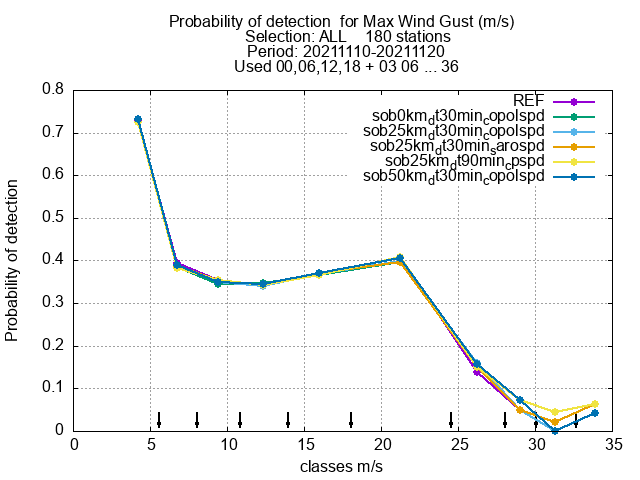 Probability of detection  for Max Wind Gust (m/s)
Selection: ALL    180 stations
Period: 20211110-20211120
Used 00,06,12,18 + 03 06 ... 36
REF
sob0km_dt30min_copolspd
sob25km_dt30min_copolspd
sob25km_dt30min_sarospd
sob25km_dt90min_cpspd
sob50km_dt30min_copolspd
Probability of detection
0.8
0.7
0.6
0.5
0.4
0.3
0.2
0.1
0
0 5 10 15 20 25 30 35
classes m/s